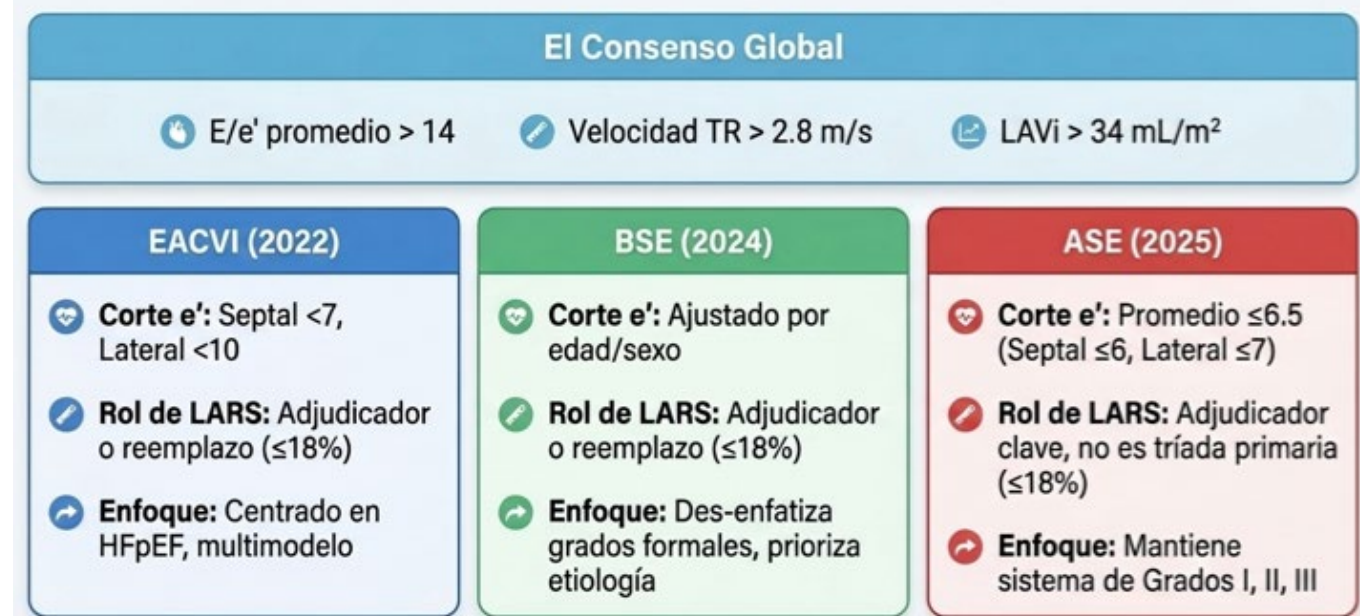 El Consenso Global
E/e' promedio > 14
Velocidad TR > 2.8 m/s
LAVi > 34 mL/m²
EACVI (2022)
Corte e': Septal <7,
Lateral <10
Rol de LARS: Adjudicador
o reemplazo (≤18%)
Enfoque: Centrado en
HFpEF, multimodelo
BSE (2024)
Corte e': Ajustado por
edad/sexo
Rol de LARS: Adjudicador
o reemplazo (≤18%)
Enfoque: Des-enfatiza
grados formales, prioriza
etiología
ASE (2025)
Corte e': Promedio ≤6.5
(Septal ≤6, Lateral ≤7)
Rol de LARS: Adjudicador
clave, no es tríada primaria
(≤18%)
Enfoque: Mantiene
sistema de Grados I, II, III